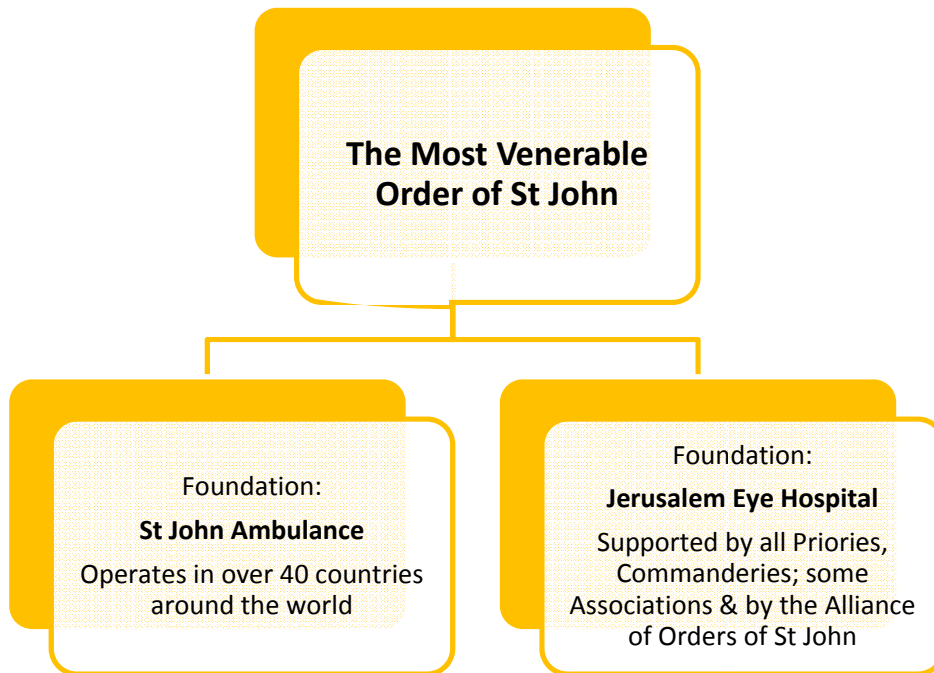 The Most Venerable
Order of St John
Foundation:
St John Ambulance
Operates in over 40 countries
around the world
Foundation:
Jerusalem Eye Hospital
Supported by all Priories,
Commanderies; some
Associations & by the Alliance
of Orders of St John